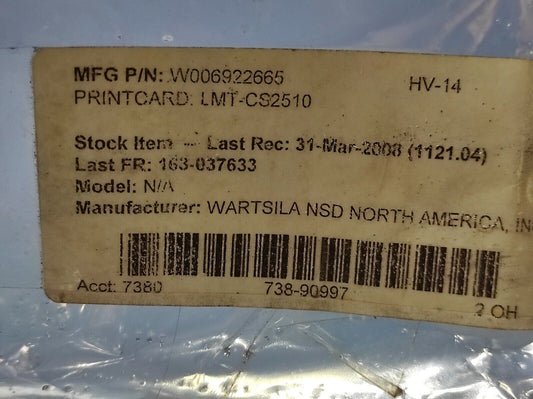 MFG P/N: W006922665 HV-14
PRINTCARD: LMT-CS2510
Stock Item -- Last Rec: 31-Mar-2008 (1121.04)
Last FR: 163-037633
Model: N/A
Manufacturer: WARTSILA NSD NORTH AMERICA, IN
Acct: 7380 738-90997 2 OH